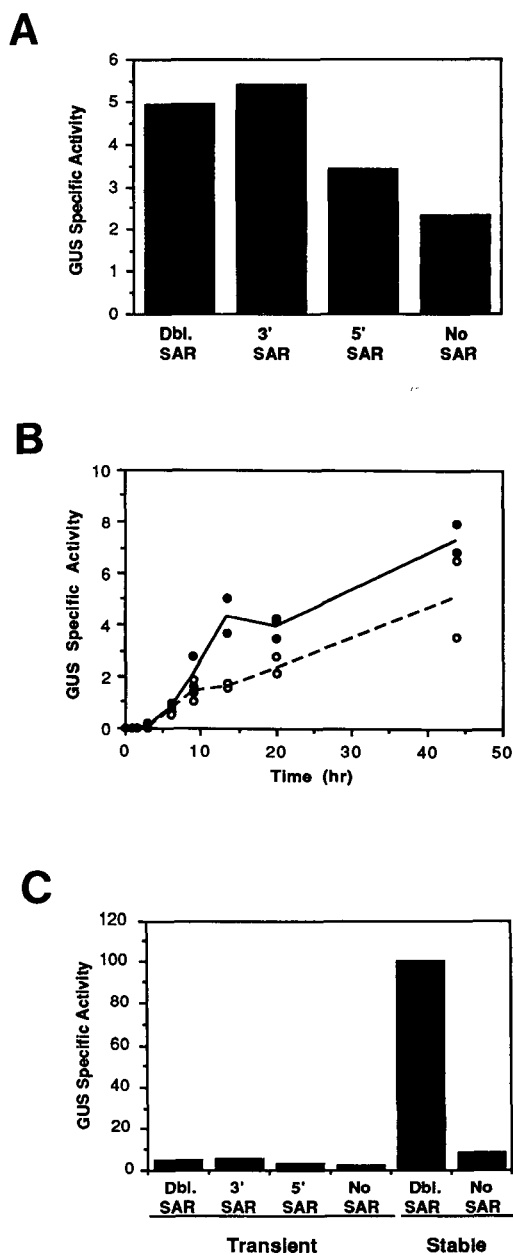 A
GUS Specific Activity
6
5
4
3
2
1
0
Dbl. SAR
3' SAR
5' SAR
No SAR
B
GUS Specific Activity
10
8
6
4
2
0
0 10 20 30 40 50
Time (hr)
C
GUS Specific Activity
120
100
80
60
40
20
0
Dbl. SAR
3' SAR
5' SAR
No SAR
Dbl. SAR
No SAR
Transient
Stable